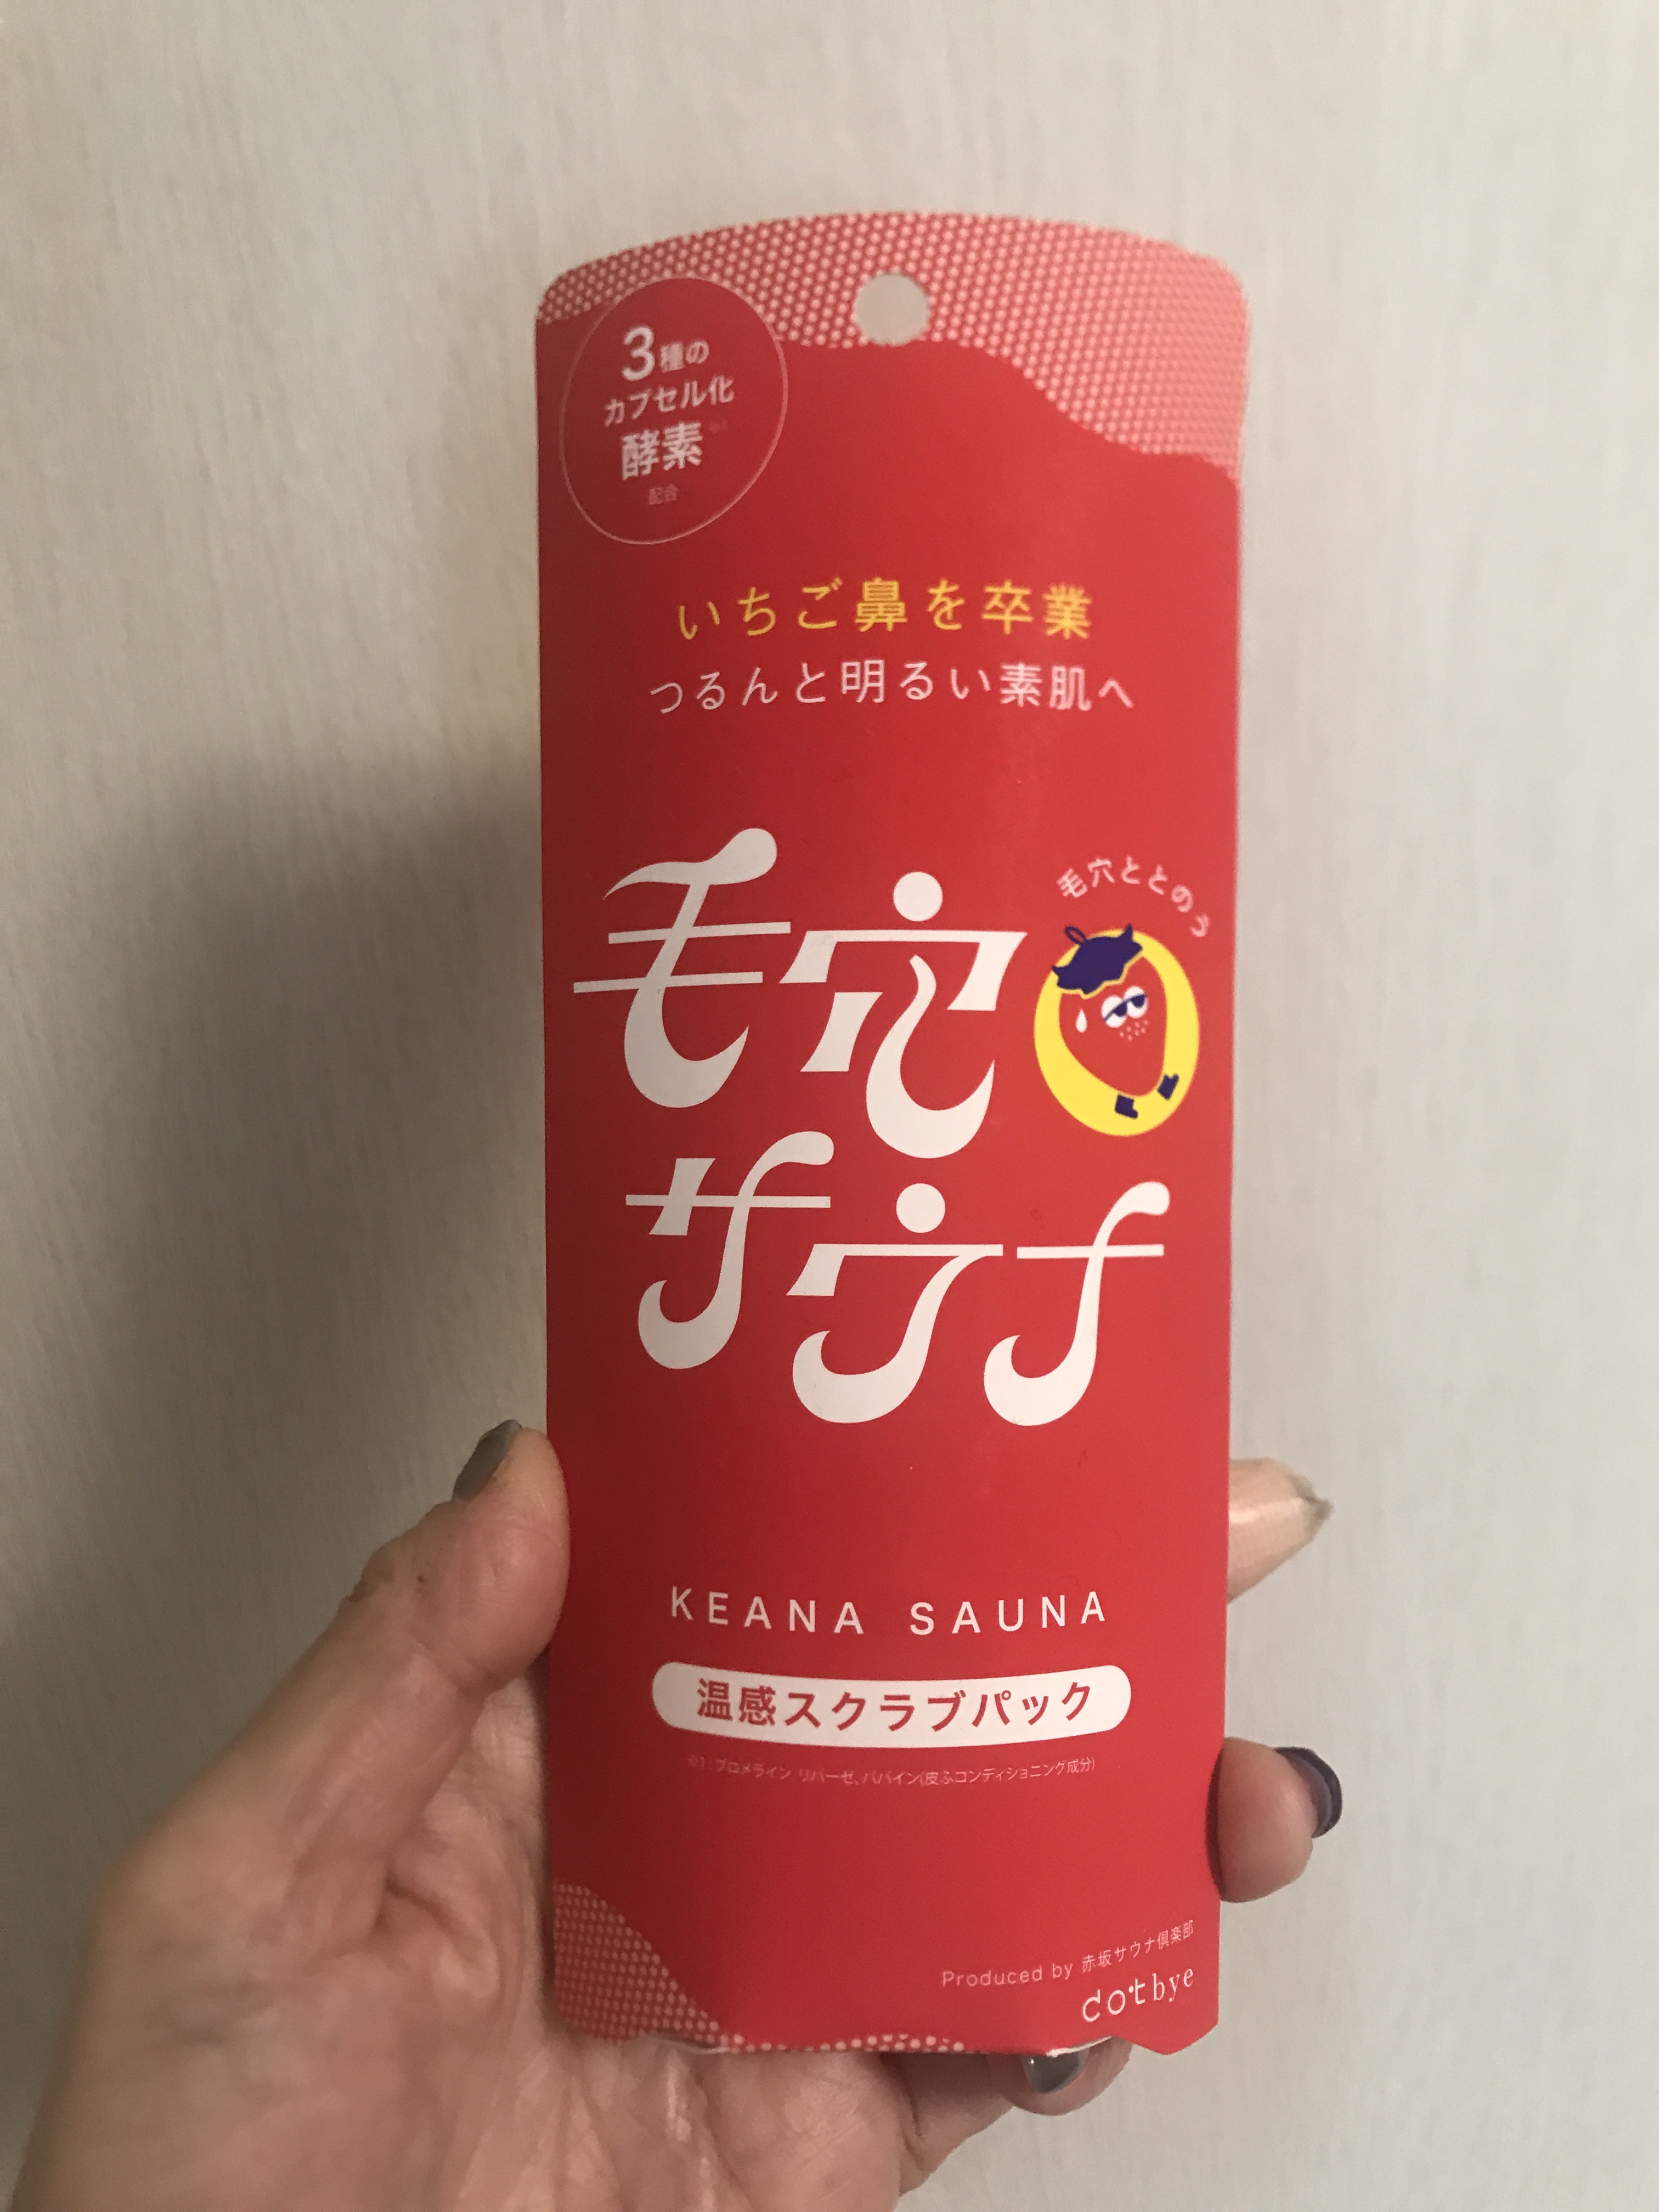 3種の
カプセル化
酵素※1
配合
いちご鼻を卒業
つるんと明るい素肌へ
毛穴ととのう
毛穴
サウナ
KEANA SAUNA
温感スクラブパック
※1: ブロメライン リパーゼ、パパイン(皮ふコンディショニング成分)
Produced by 赤坂サウナ倶楽部
dotbye